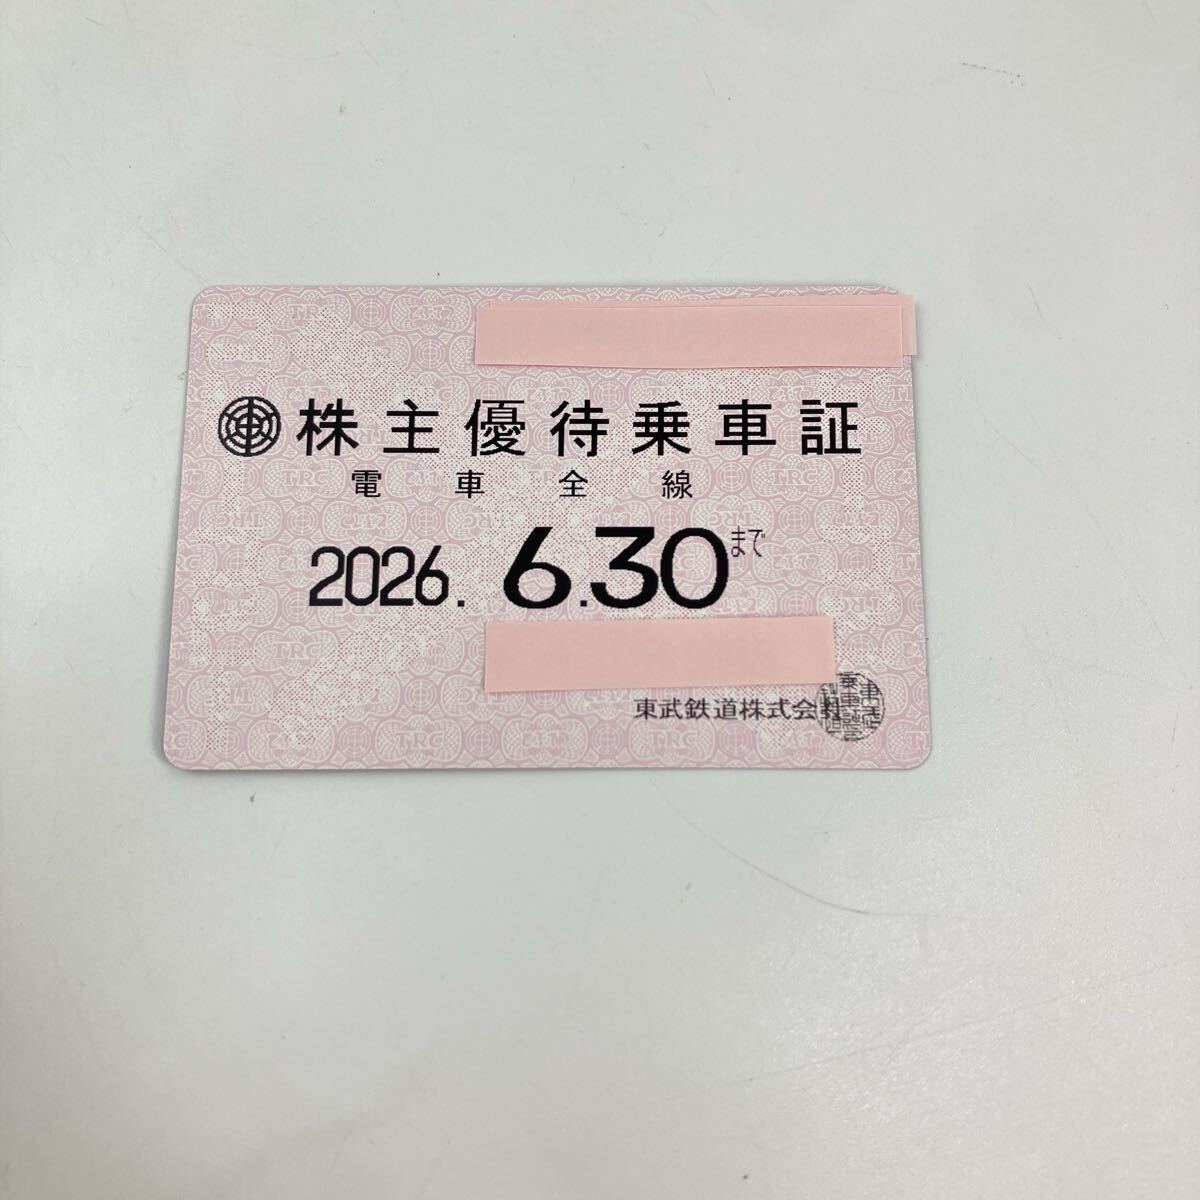 株主優待乗車証
電車全線
2026. 6.30まで
東武鉄道株式会社